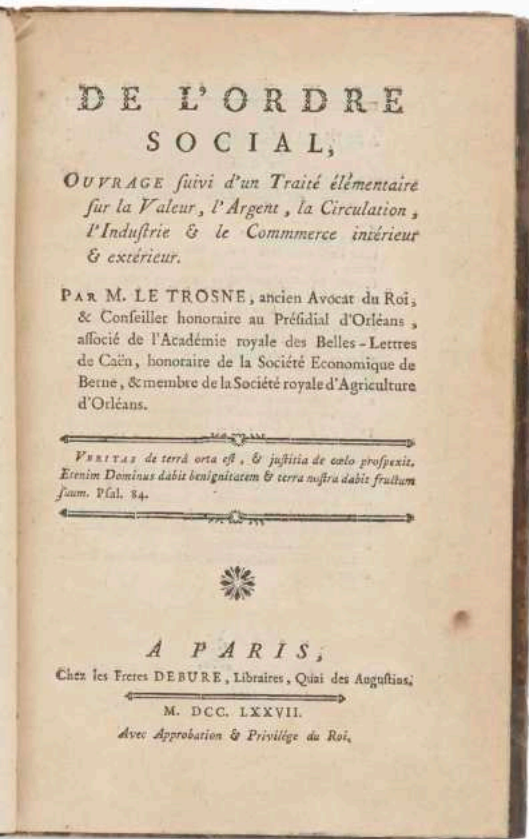 DE L'ORDRE
SOCIAL,
OUVRAGE ſuivi d'un Traité élémentaire
ſur la Valeur, l'Argent, la Circulation,
l'Induſtrie & le Commmerce intérieur
& extérieur.
PAR M. LE TROSNE, ancien Avocat du Roi,
& Conſeiller honoraire au Préſidial d'Orléans,
aſſocié de l'Académie royale des Belles-Lettres
de Caën, honoraire de la Société Economique de
Berne, & membre de la Société royale d'Agriculture
d'Orléans.
VERITAS de terrâ orta eſt, & juſtitia de cœlo proſpexit.
Etenim Dominus dabit benignitatem & terra noſtra dabit fructum
ſuum. Pſal. 84.
A PARIS,
Chez les Freres DEBURE, Libraires, Quai des Auguſtins.
M. DCC. LXXVII.
Avec Approbation & Privilége du Roi.